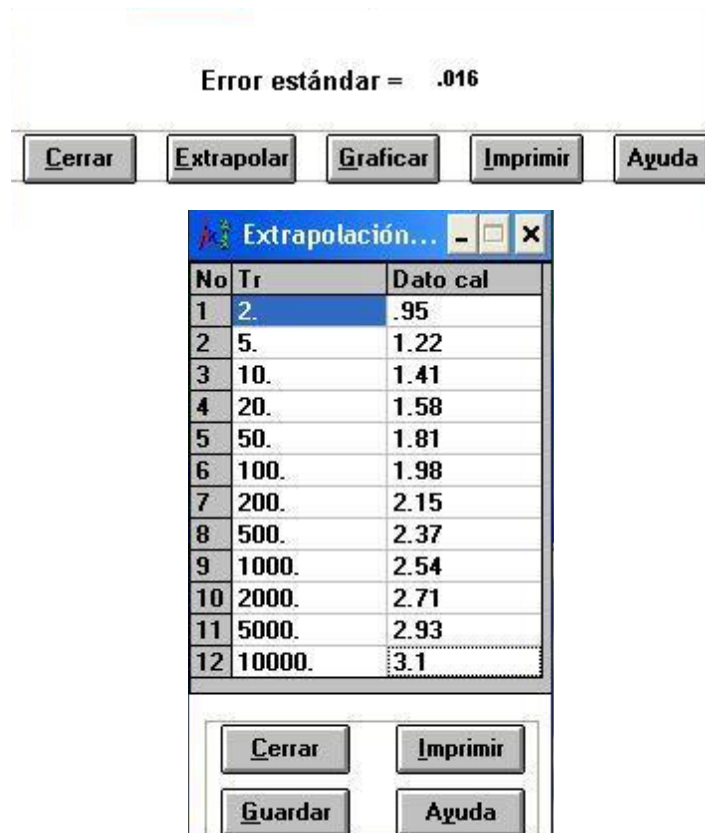 Error estándar = .016
Cerrar Extrapolar Graficar Imprimir Ayuda
Extrapolación...
No Tr Dato cal
1 2. .95
2 5. 1.22
3 10. 1.41
4 20. 1.58
5 50. 1.81
6 100. 1.98
7 200. 2.15
8 500. 2.37
9 1000. 2.54
10 2000. 2.71
11 5000. 2.93
12 10000. 3.1
Cerrar Imprimir
Guardar Ayuda